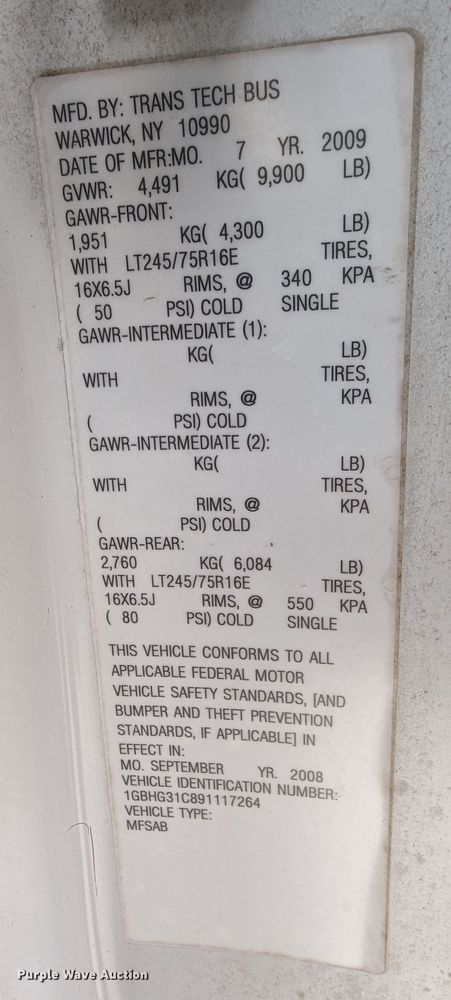 MFD. BY: TRANS TECH BUS
WARWICK, NY 10990
DATE OF MFR:MO. 7 YR. 2009
GVWR: 4,491 KG( 9,900 LB)
GAWR-FRONT:
1,951 KG( 4,300 LB)
WITH LT245/75R16E TIRES,
16X6.5J RIMS, @ 340 KPA
( 50 PSI) COLD SINGLE
GAWR-INTERMEDIATE (1):
KG( LB)
WITH TIRES,
RIMS, @ KPA
( PSI) COLD
GAWR-INTERMEDIATE (2):
KG( LB)
WITH TIRES,
RIMS, @ KPA
( PSI) COLD
GAWR-REAR:
2,760 KG( 6,084 LB)
WITH LT245/75R16E TIRES,
16X6.5J RIMS, @ 550 KPA
( 80 PSI) COLD SINGLE
THIS VEHICLE CONFORMS TO ALL
APPLICABLE FEDERAL MOTOR
VEHICLE SAFETY STANDARDS, [AND
BUMPER AND THEFT PREVENTION
STANDARDS, IF APPLICABLE] IN
EFFECT IN:
MO. SEPTEMBER YR. 2008
VEHICLE IDENTIFICATION NUMBER:
1GBHG31C891117264
VEHICLE TYPE:
MFSAB
Purple Wave Auction